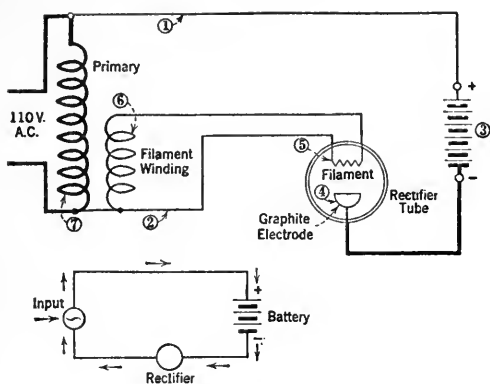 ①
Primary
110 V.
A.C.
⑥
Filament
Winding
⑤
Filament
④
Graphite
Electrode
Rectifier
Tube
+
③
−
⑦
②
Input
+
Battery
−
Rectifier